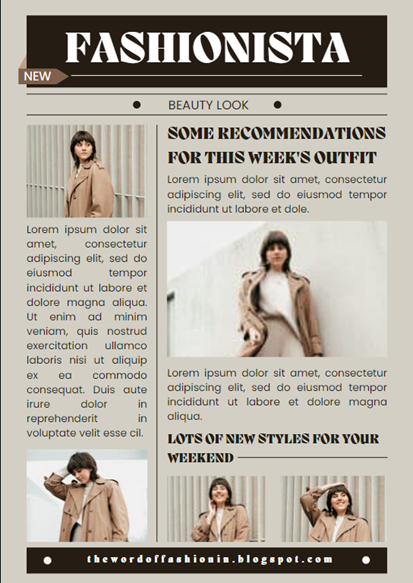 FASHIONISTA
NEW
BEAUTY LOOK
Lorem ipsum dolor sit
amet, consectetur
adipiscing elit, sed do
eiusmod tempor
incididunt ut labore et
dolore magna aliqua.
Ut enim ad minim
veniam, quis nostrud
exercitation ullamco
laboris nisi ut aliquip
ex ea commodo
consequat. Duis aute
irure dolor in
reprehenderit in
voluptate velit esse cil.
SOME RECOMMENDATIONS
FOR THIS WEEK'S OUTFIT
Lorem ipsum dolor sit amet, consectetur
adipiscing elit, sed do eiusmod tempor
incididunt ut labore et dole.
Lorem ipsum dolor sit amet, consectetur
adipiscing elit, sed do eiusmod tempor
incididunt ut labore et dolore magna
aliqua.
LOTS OF NEW STYLES FOR YOUR
WEEKEND
thewordoffashionin.blogspot.com